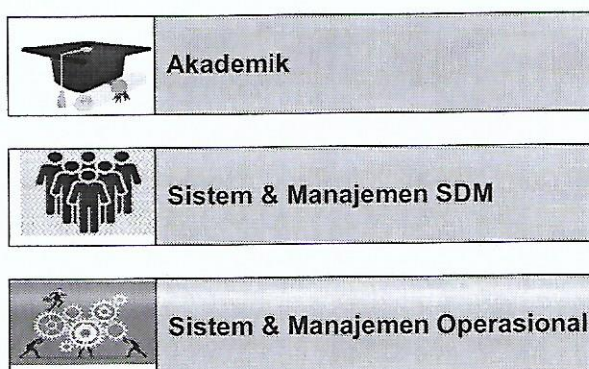 Akademik
Sistem & Manajemen SDM
Sistem & Manajemen Operasional